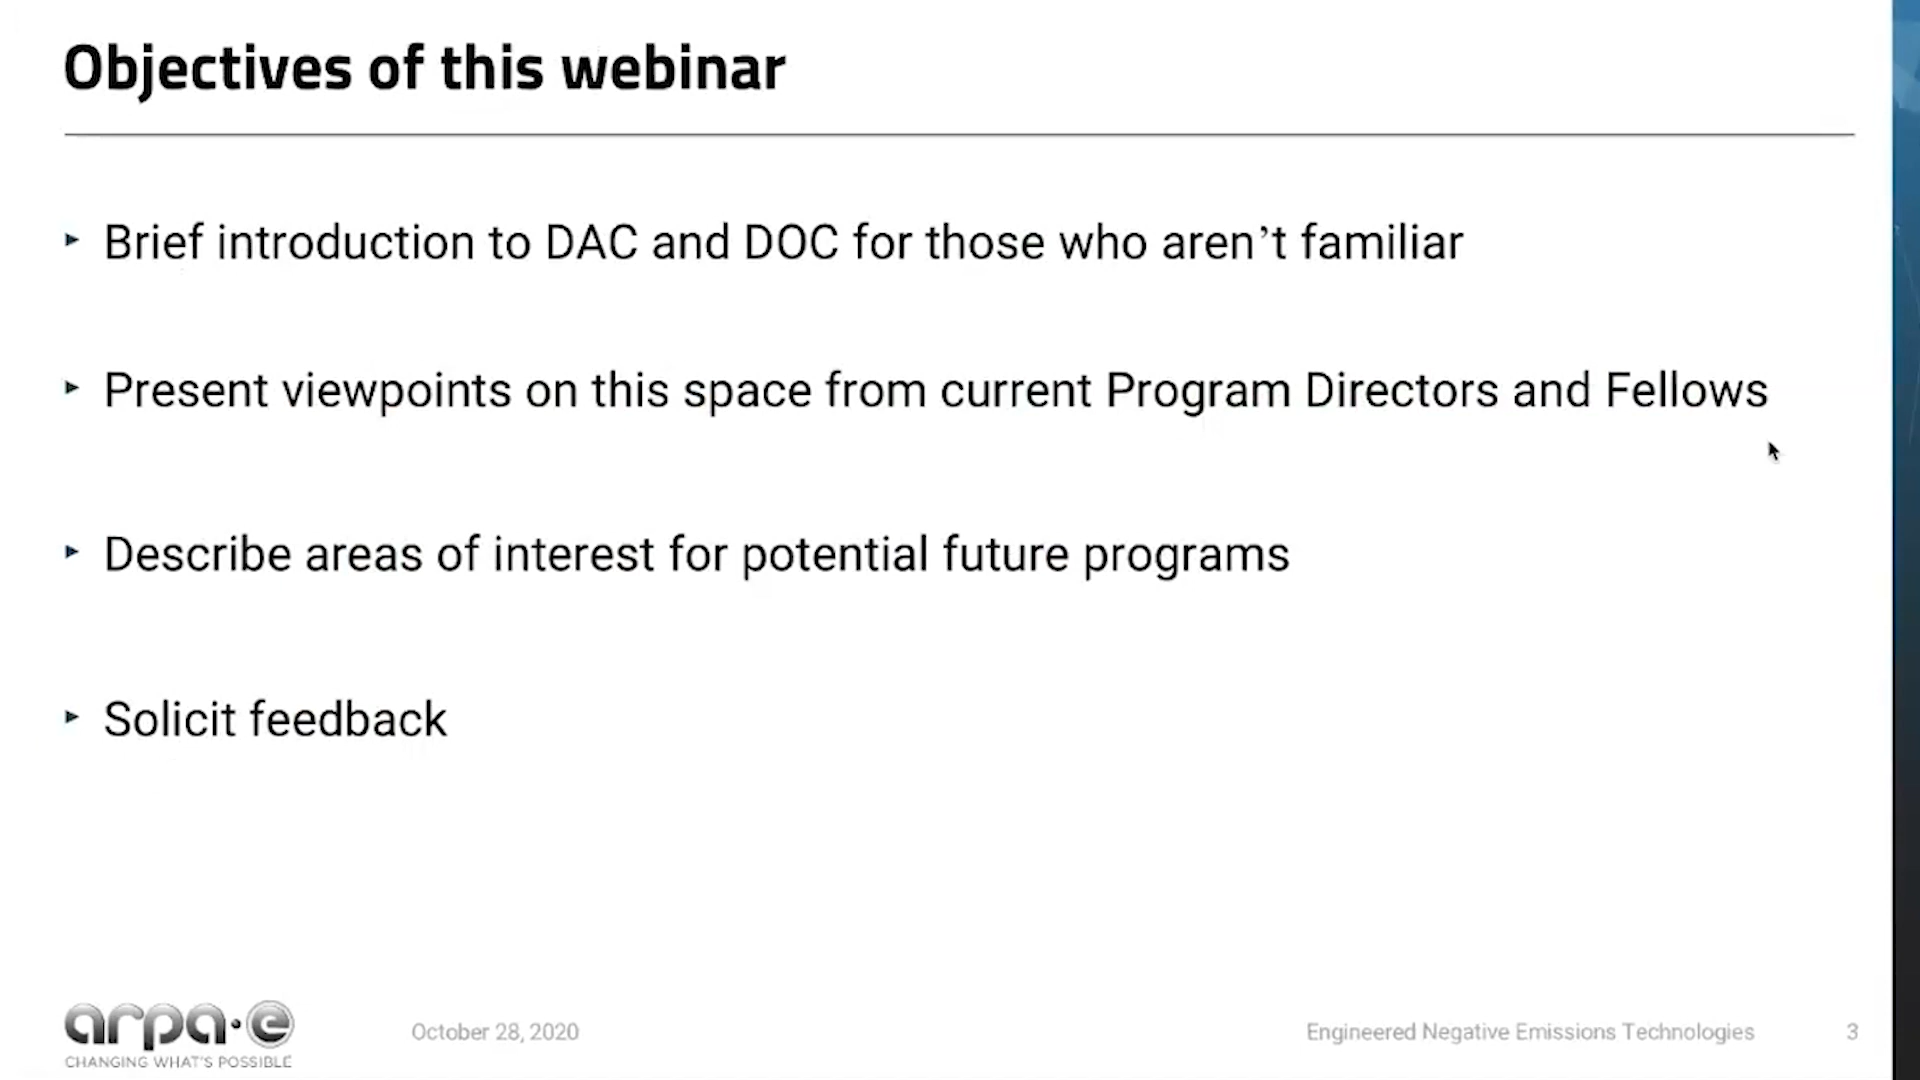 Objectives of this webinar
Brief introduction to DAC and DOC for those who aren’t familiar
Present viewpoints on this space from current Program Directors and Fellows
Describe areas of interest for potential future programs
Solicit feedback
arpa·e
CHANGING WHAT'S POSSIBLE
October 28, 2020
Engineered Negative Emissions Technologies
3